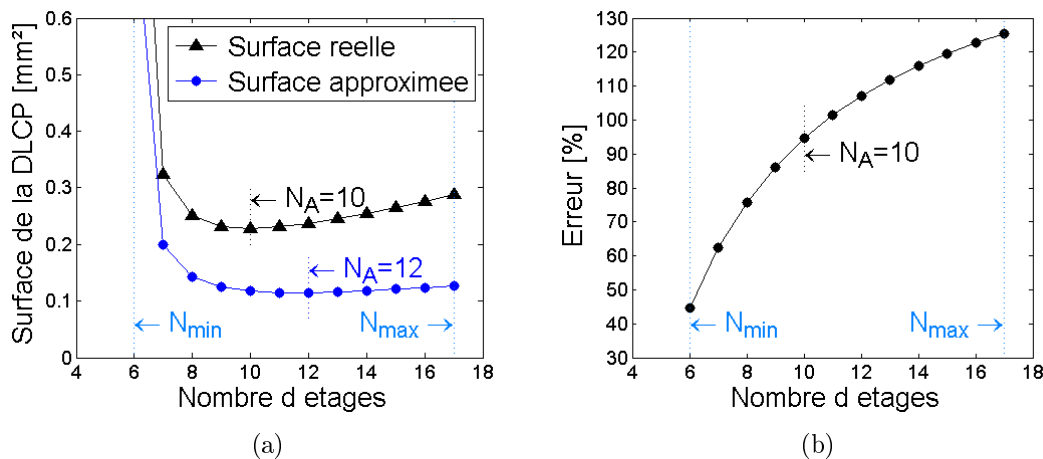 Surface de la DLCP [mm²]
0.6
0.5
0.4
0.3
0.2
0.1
0
Surface reelle
Surface approximee
← N_A=10
← N_A=12
← N_min
N_max →
4 6 8 10 12 14 16 18
Nombre d etages
(a)
Erreur [%]
130
120
110
100
90
80
70
60
50
40
30
← N_A=10
← N_min
N_max →
4 6 8 10 12 14 16 18
Nombre d etages
(b)